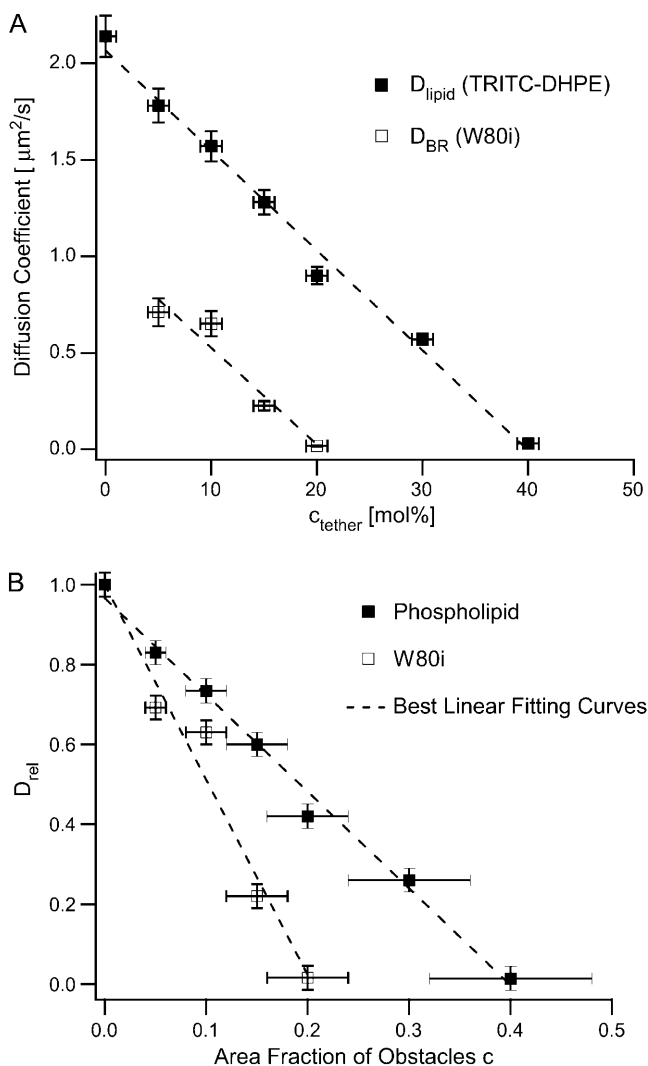 A
2.0
1.5
1.0
0.5
0.0
Diffusion Coefficient [ μm²/s]
D_lipid (TRITC-DHPE)
D_BR (W80i)
0 10 20 30 40 50
c_tether [mol%]
B
1.0
0.8
0.6
0.4
0.2
0.0
D_rel
Phospholipid
W80i
Best Linear Fitting Curves
0.0 0.1 0.2 0.3 0.4 0.5
Area Fraction of Obstacles c